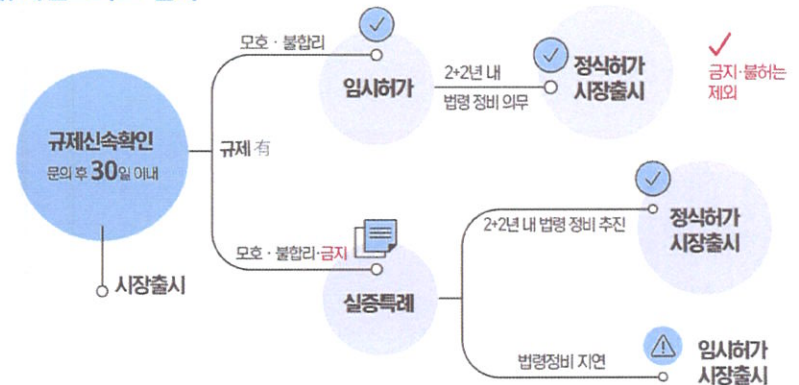 모호 · 불합리
임시허가
2+2년 내
법령 정비 의무
정식허가
시장출시
금지·불허는
제외
규제신속확인
문의 후 30일 이내
규제 有
시장출시
모호 · 불합리·금지
실증특례
2+2년 내 법령 정비 추진
정식허가
시장출시
법령정비 지연
임시허가
시장출시